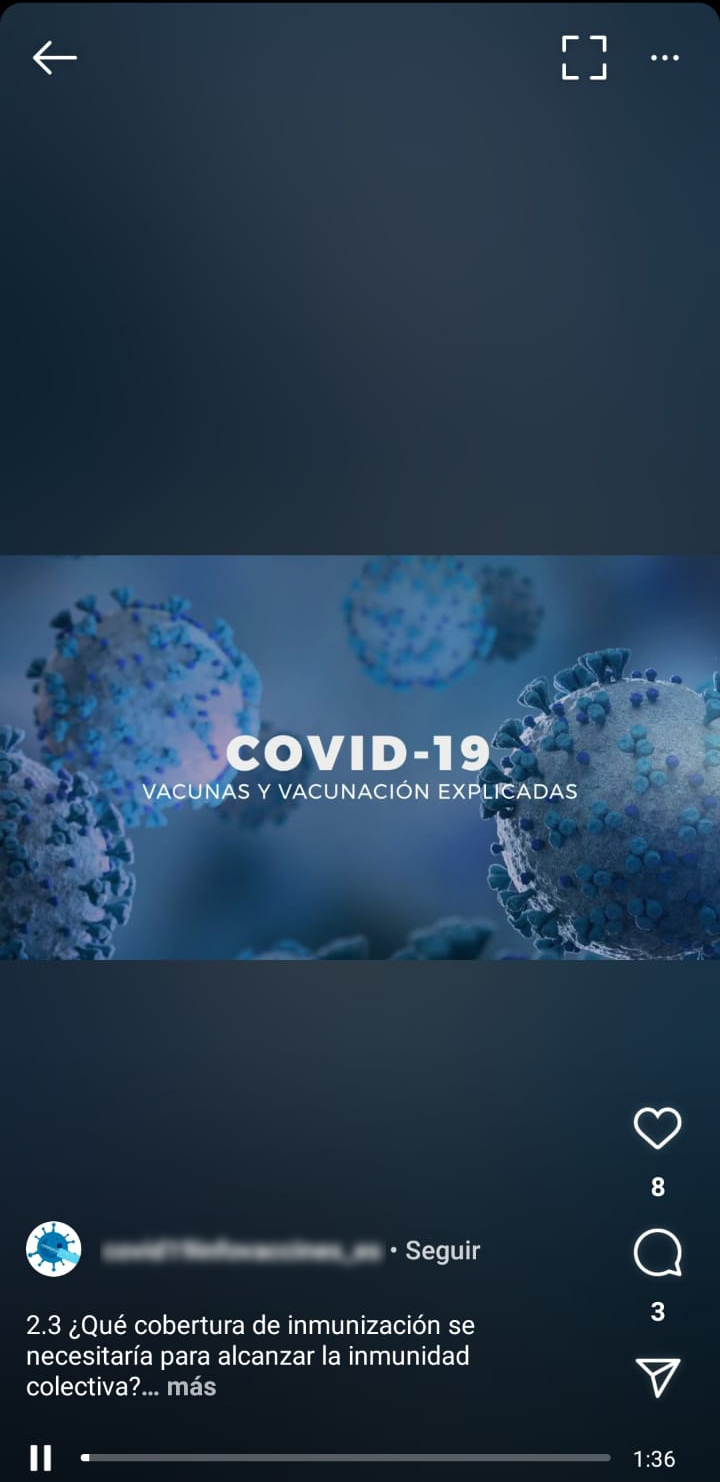 COVID-19
VACUNAS Y VACUNACIÓN EXPLICADAS
8
• Seguir
3
2.3 ¿Qué cobertura de inmunización se
necesitaría para alcanzar la inmunidad
colectiva?... más
1:36